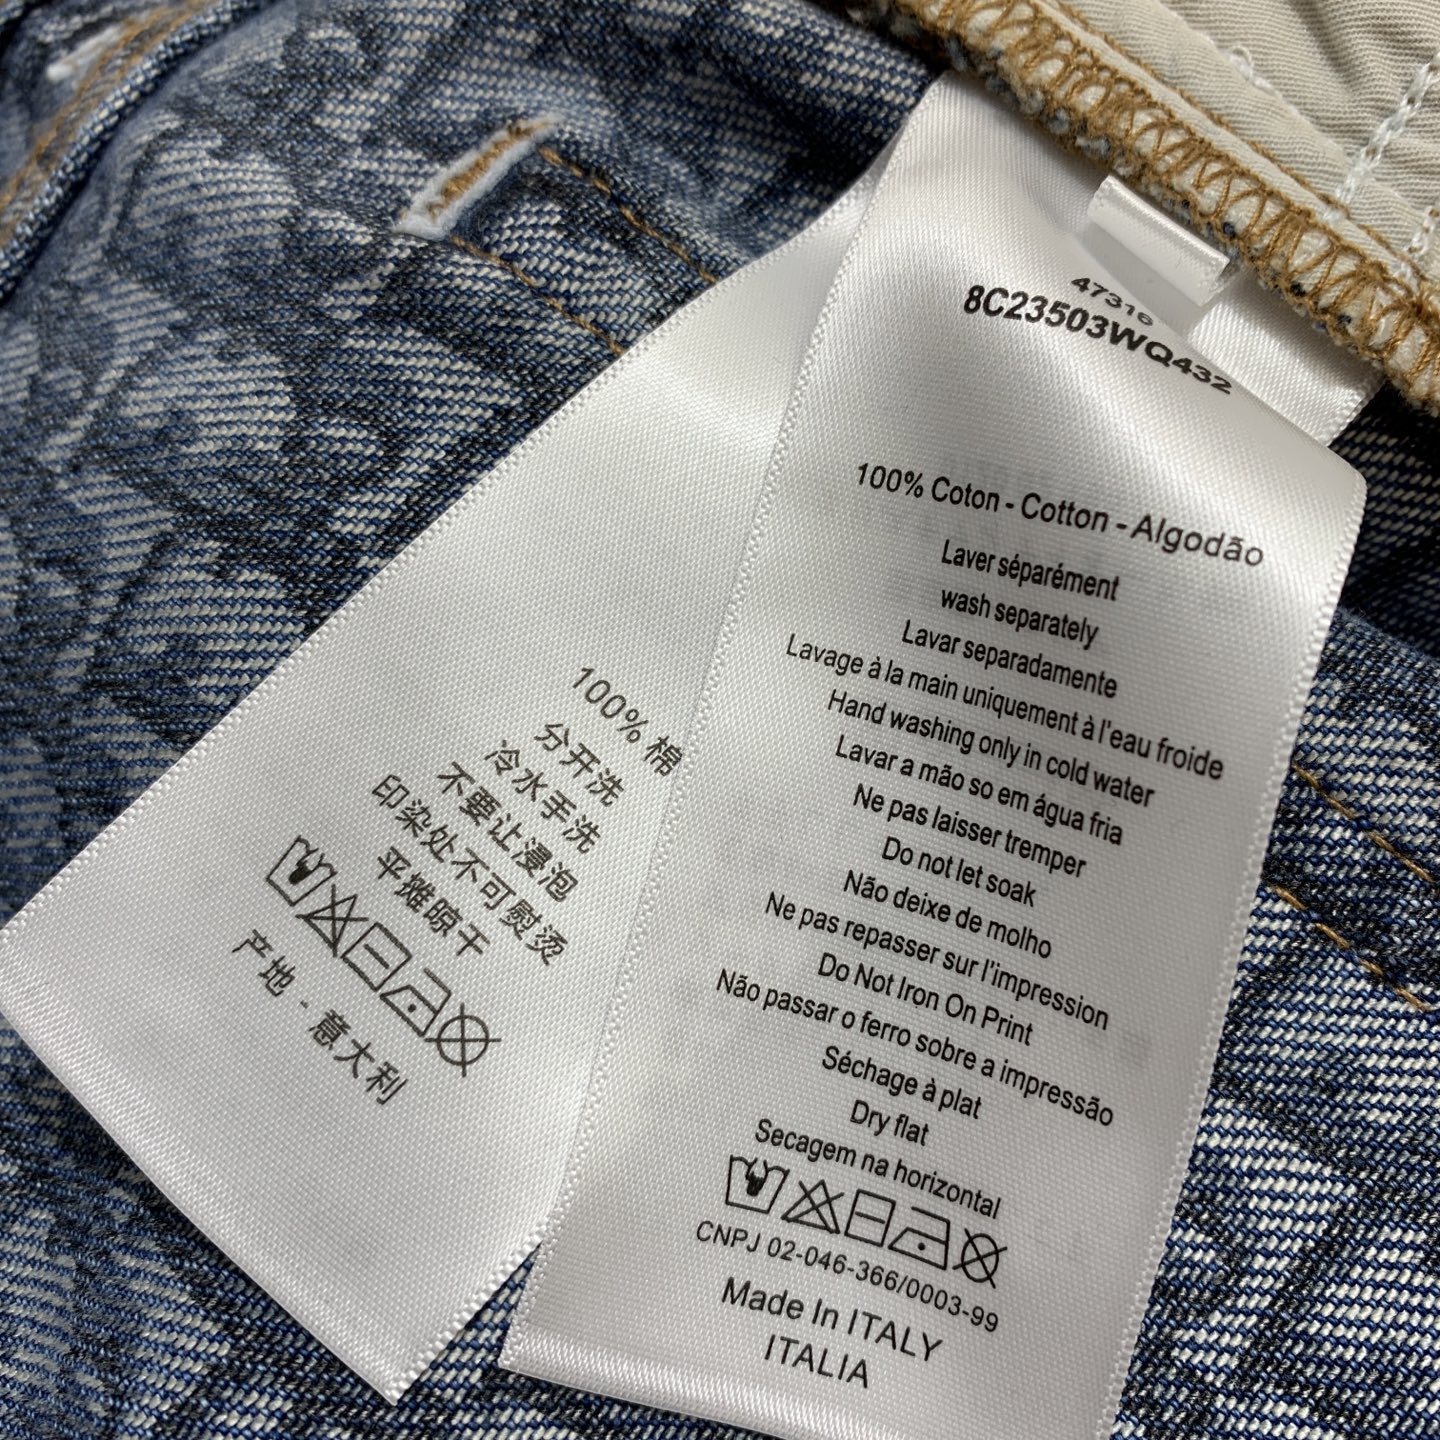 47316
8C23503WQ432
100% Coton - Cotton - Algodão
Laver séparément
wash separately
Lavar separadamente
Lavage à la main uniquement à l'eau froide
Hand washing only in cold water
Lavar a mão so em água fria
Ne pas laisser tremper
Do not let soak
Não deixe de molho
Ne pas repasser sur l'impression
Do Not Iron On Print
Não passar o ferro sobre a impressão
Séchage à plat
Dry flat
Secagem na horizontal
CNPJ 02-046-366/0003-99
Made In ITALY
ITALIA
100% 棉
分开洗
冷水手洗
不要让浸泡
印染处不可熨烫
平摊晾干
产地 - 意大利